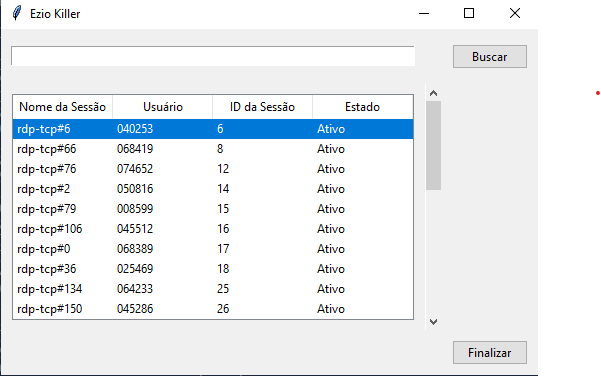 Ezio Killer
Buscar
Nome da Sessão Usuário ID da Sessão Estado
rdp-tcp#6 040253 6 Ativo
rdp-tcp#66 068419 8 Ativo
rdp-tcp#76 074652 12 Ativo
rdp-tcp#2 050816 14 Ativo
rdp-tcp#79 008599 15 Ativo
rdp-tcp#106 045512 16 Ativo
rdp-tcp#0 068389 17 Ativo
rdp-tcp#36 025469 18 Ativo
rdp-tcp#134 064233 25 Ativo
rdp-tcp#150 045286 26 Ativo
Finalizar